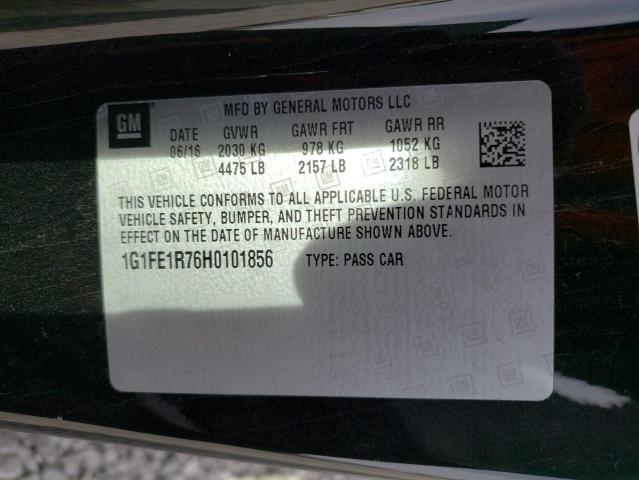 GM
MFD BY GENERAL MOTORS LLC
DATE GVWR GAWR FRT GAWR RR
06/16 2030 KG 978 KG 1052 KG
4475 LB 2157 LB 2318 LB
THIS VEHICLE CONFORMS TO ALL APPLICABLE U.S. FEDERAL MOTOR
VEHICLE SAFETY, BUMPER, AND THEFT PREVENTION STANDARDS IN
EFFECT ON THE DATE OF MANUFACTURE SHOWN ABOVE.
1G1FE1R76H0101856 TYPE: PASS CAR